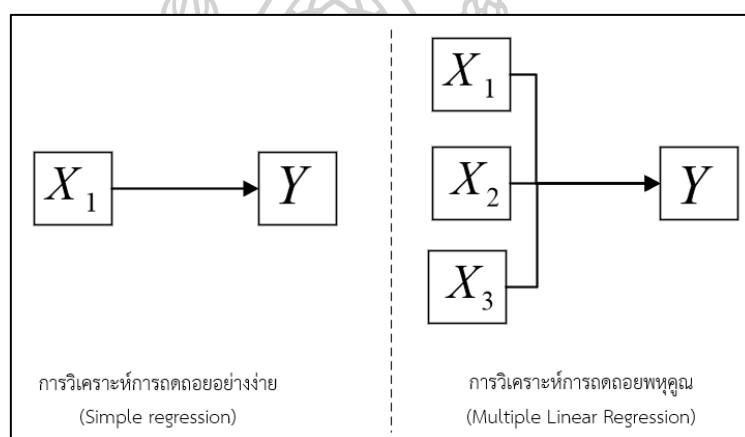 X₁
Y
การวิเคราะห์การถดถอยอย่างง่าย
(Simple regression)
X₁
X₂
X₃
Y
การวิเคราะห์การถดถอยพหุคูณ
(Multiple Linear Regression)